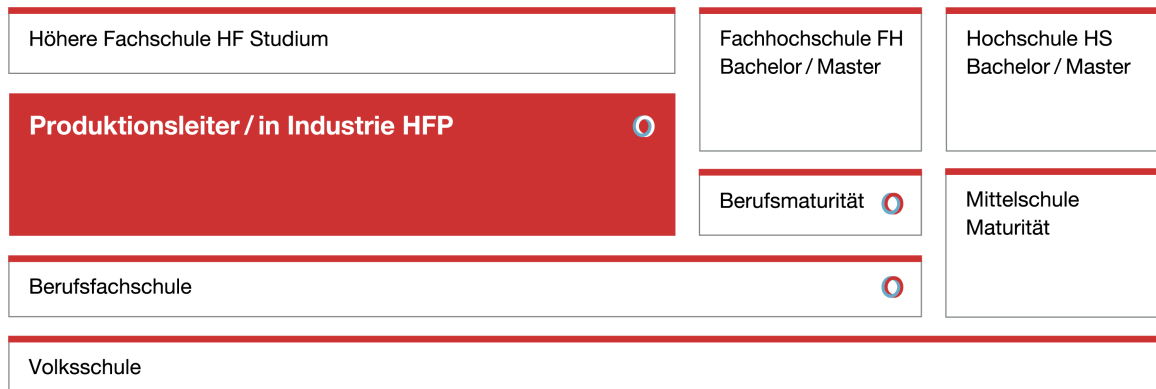 Höhere Fachschule HF Studium
Fachhochschule FH
Bachelor / Master
Hochschule HS
Bachelor / Master
Produktionsleiter / in Industrie HFP
Berufsmaturität
Mittelschule
Maturität
Berufsfachschule
Volksschule